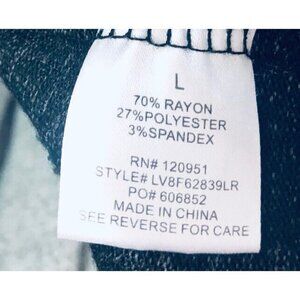 L
70% RAYON
27%POLYESTER
3%SPANDEX
RN# 120951
STYLE# LV8F62839LR
PO# 606852
MADE IN CHINA
SEE REVERSE FOR CARE